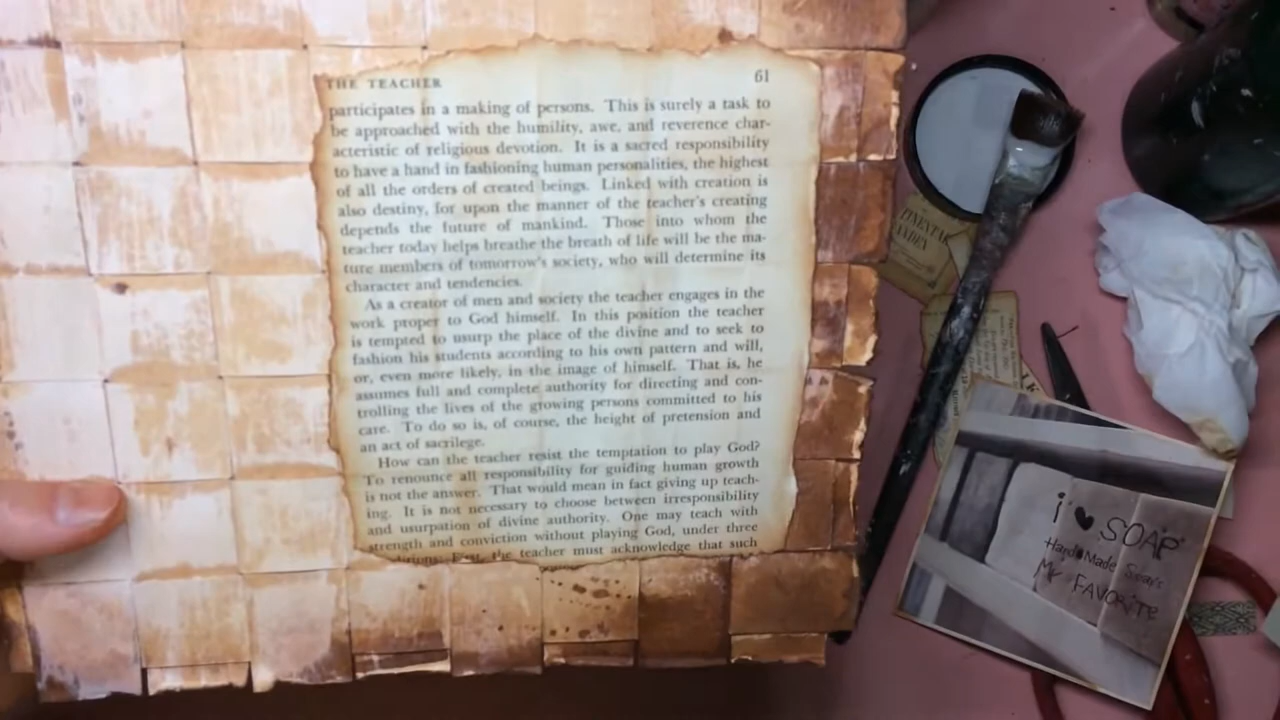 THE TEACHER 61
participates in a making of persons. This is surely a task to
be approached with the humility, awe, and reverence char-
acteristic of religious devotion. It is a sacred responsibility
to have a hand in fashioning human personalities, the highest
of all the orders of created beings. Linked with creation is
also destiny, for upon the manner of the teacher's creating
depends the future of mankind. Those into whom the
teacher today helps breathe the breath of life will be the ma-
ture members of tomorrow's society, who will determine its
character and tendencies.
As a creator of men and society the teacher engages in the
work proper to God himself. In this position the teacher
is tempted to usurp the place of the divine and to seek to
fashion his students according to his own pattern and will,
or, even more likely, in the image of himself. That is, he
assumes full and complete authority for directing and con-
trolling the lives of the growing persons committed to his
care. To do so is, of course, the height of pretension and
an act of sacrilege.
How can the teacher resist the temptation to play God?
To renounce all responsibility for guiding human growth
is not the answer. That would mean in fact giving up teach-
ing. It is not necessary to choose between irresponsibility
and usurpation of divine authority. One may teach with
strength and conviction without playing God, under three
First, the teacher must acknowledge that such
i ♥ SOAP
HandMade Soap's
My FAVORiTE